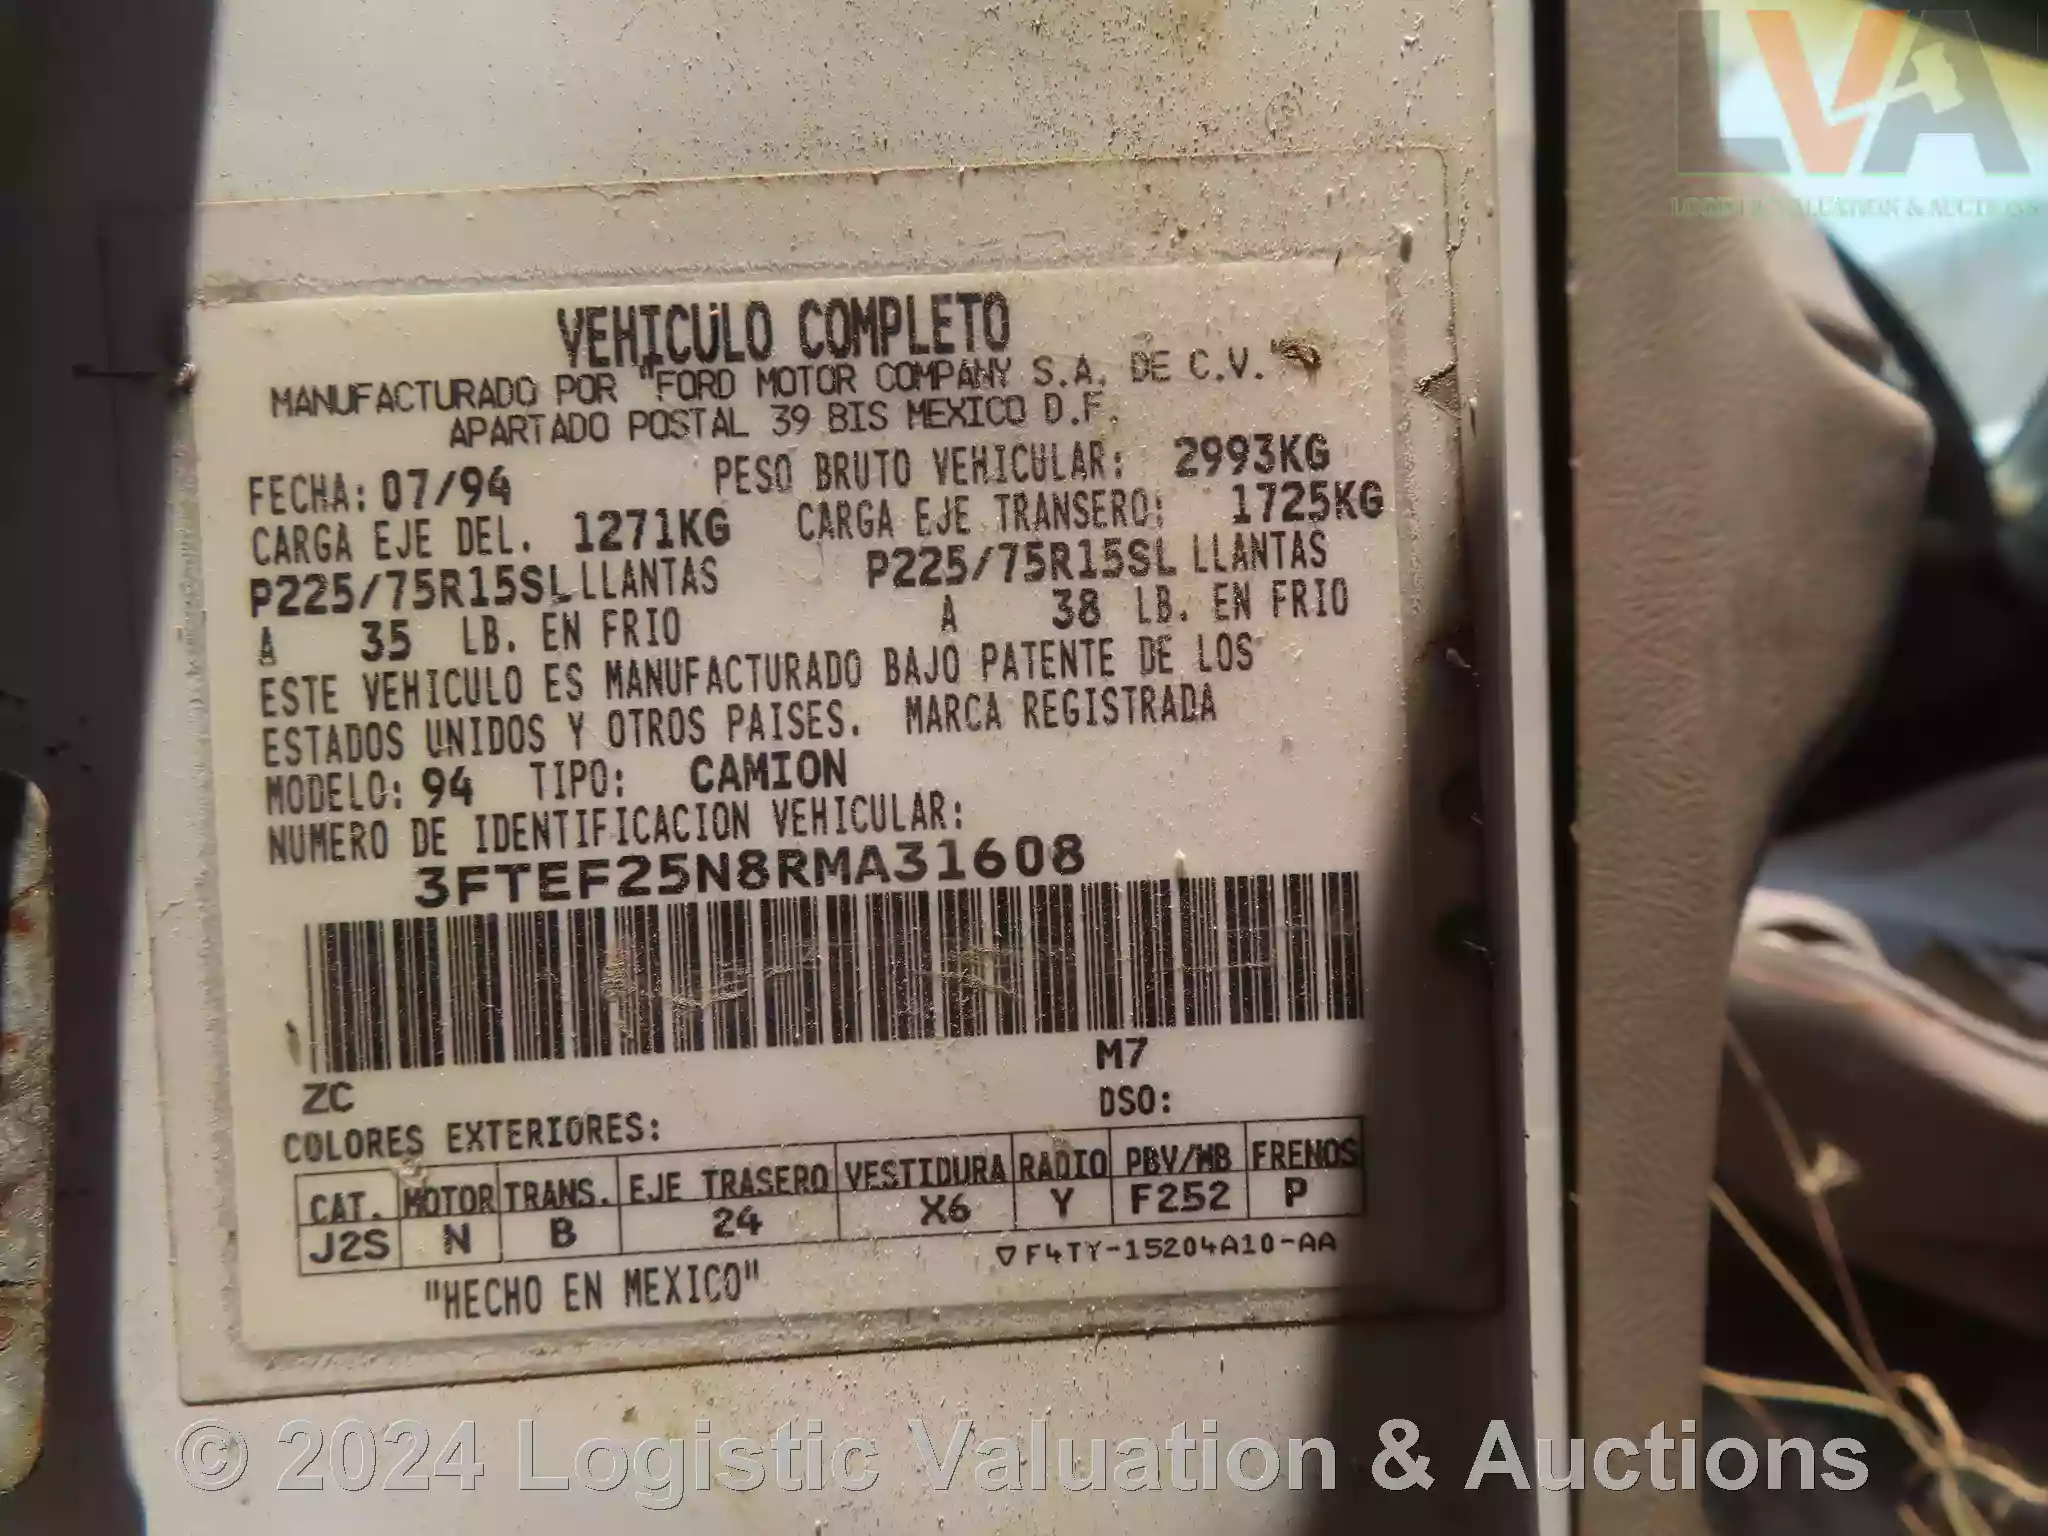 LVA
LOGISTIC VALUATION & AUCTIONS
VEHICULO COMPLETO
MANUFACTURADO POR "FORD MOTOR COMPANY S.A. DE C.V."
APARTADO POSTAL 39 BIS MEXICO D.F.
FECHA: 07/94 PESO BRUTO VEHICULAR: 2993KG
CARGA EJE DEL. 1271KG CARGA EJE TRANSERO: 1725KG
P225/75R15SL LLANTAS P225/75R15SL LLANTAS
A 35 LB. EN FRIO A 38 LB. EN FRIO
ESTE VEHICULO ES MANUFACTURADO BAJO PATENTE DE LOS
ESTADOS UNIDOS Y OTROS PAISES. MARCA REGISTRADA
MODELO: 94 TIPO: CAMION
NUMERO DE IDENTIFICACION VEHICULAR:
3FTEF25N8RMA31608
ZC M7
COLORES EXTERIORES: DSO:
CAT. MOTOR TRANS. EJE TRASERO VESTIDURA RADIO PBV/WB FRENOS
J2S N B 24 X6 Y F252 P
"HECHO EN MEXICO" F4TY-15204A10-AA
© 2024 Logistic Valuation & Auctions